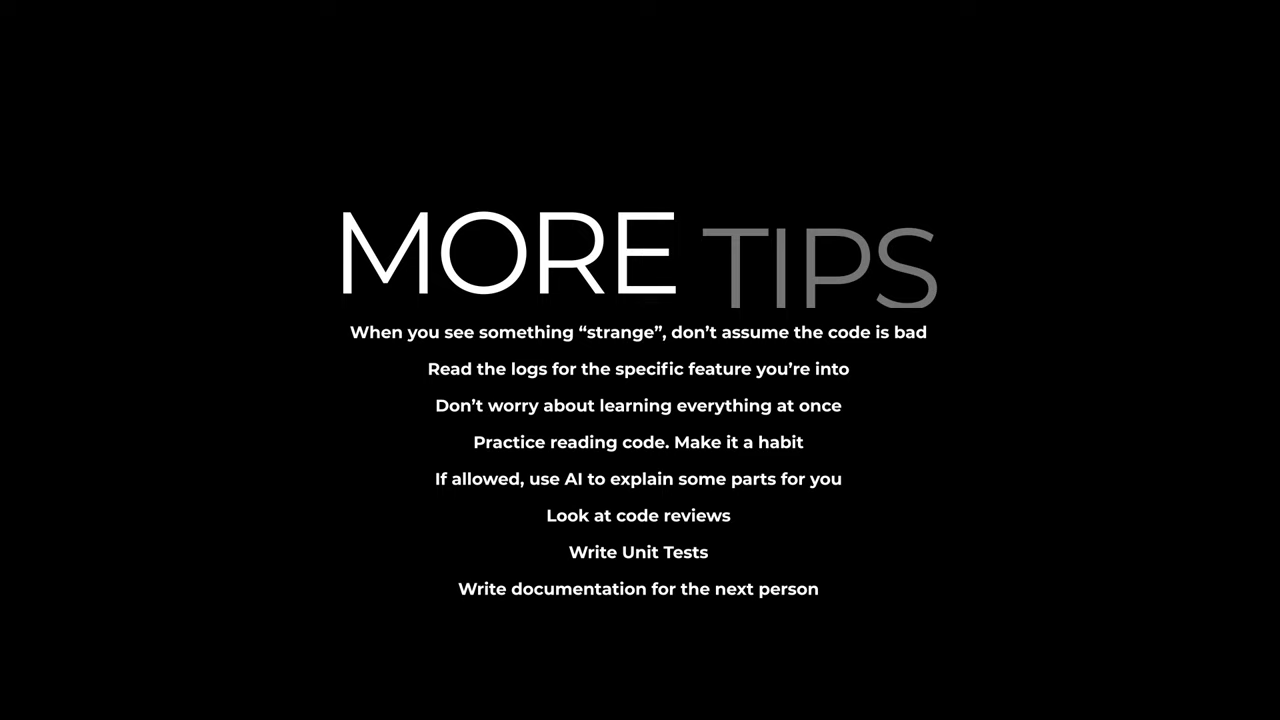 MORE TIPS
When you see something “strange”, don’t assume the code is bad
Read the logs for the specific feature you’re into
Don’t worry about learning everything at once
Practice reading code. Make it a habit
If allowed, use AI to explain some parts for you
Look at code reviews
Write Unit Tests
Write documentation for the next person